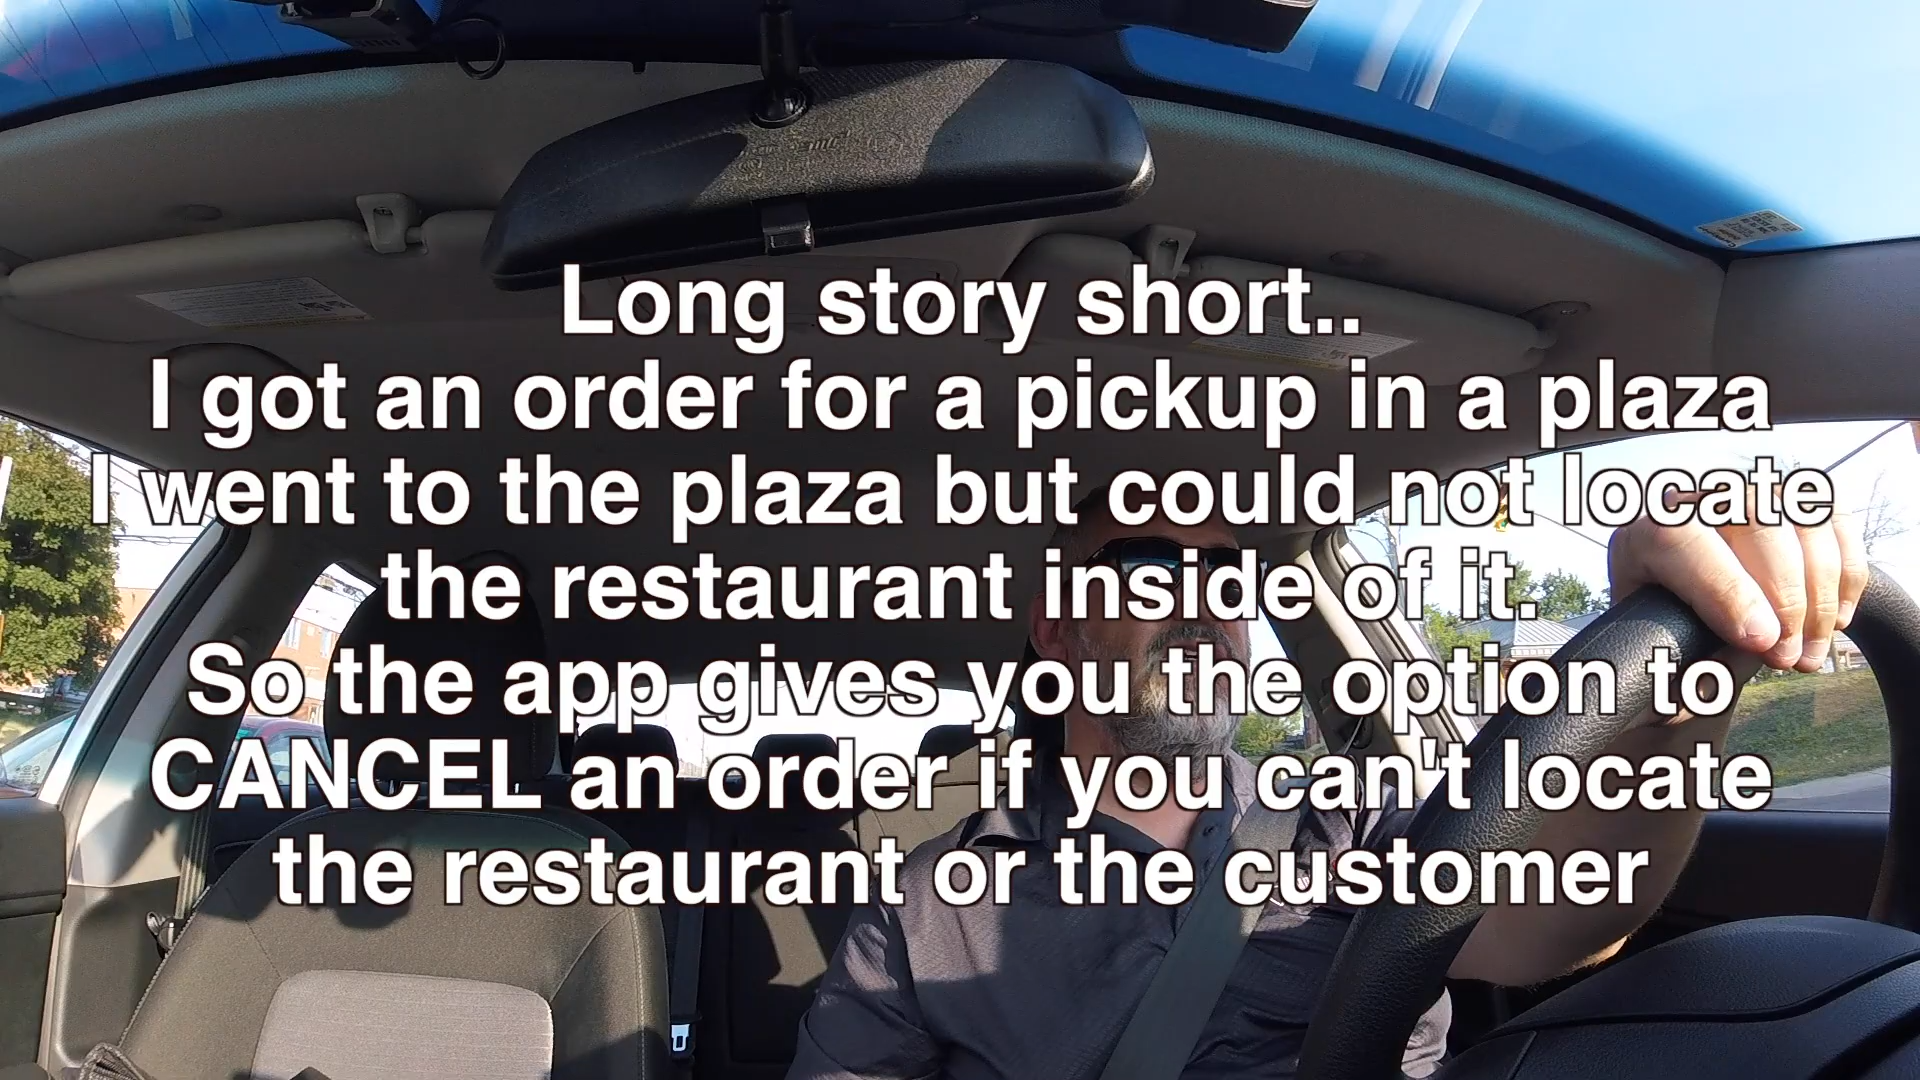 Long story short..
I got an order for a pickup in a plaza
I went to the plaza but could not locate
the restaurant inside of it.
So the app gives you the option to
CANCEL an order if you can't locate
the restaurant or the customer